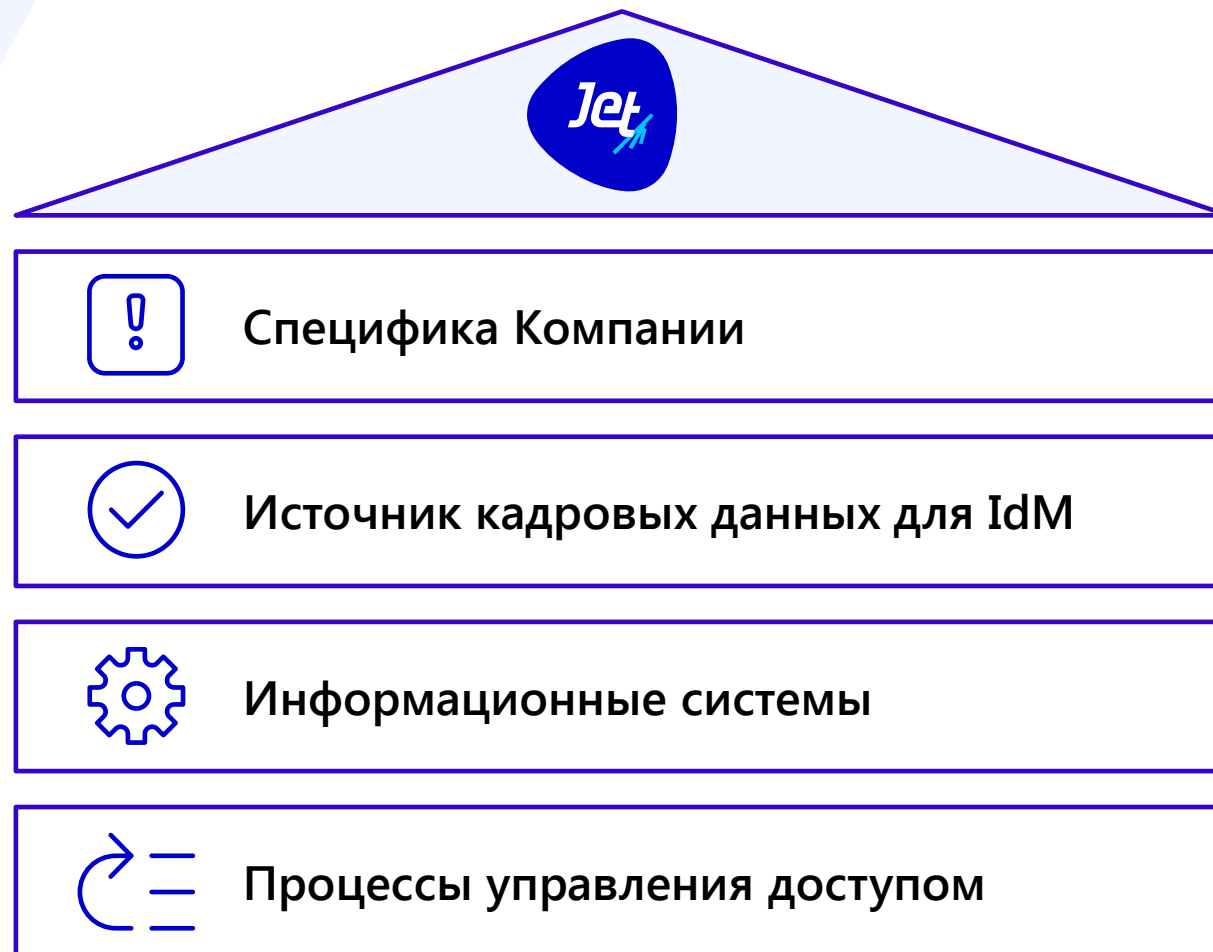 Jet
Специфика Компании
Источник кадровых данных для IdM
Информационные системы
Процессы управления доступом